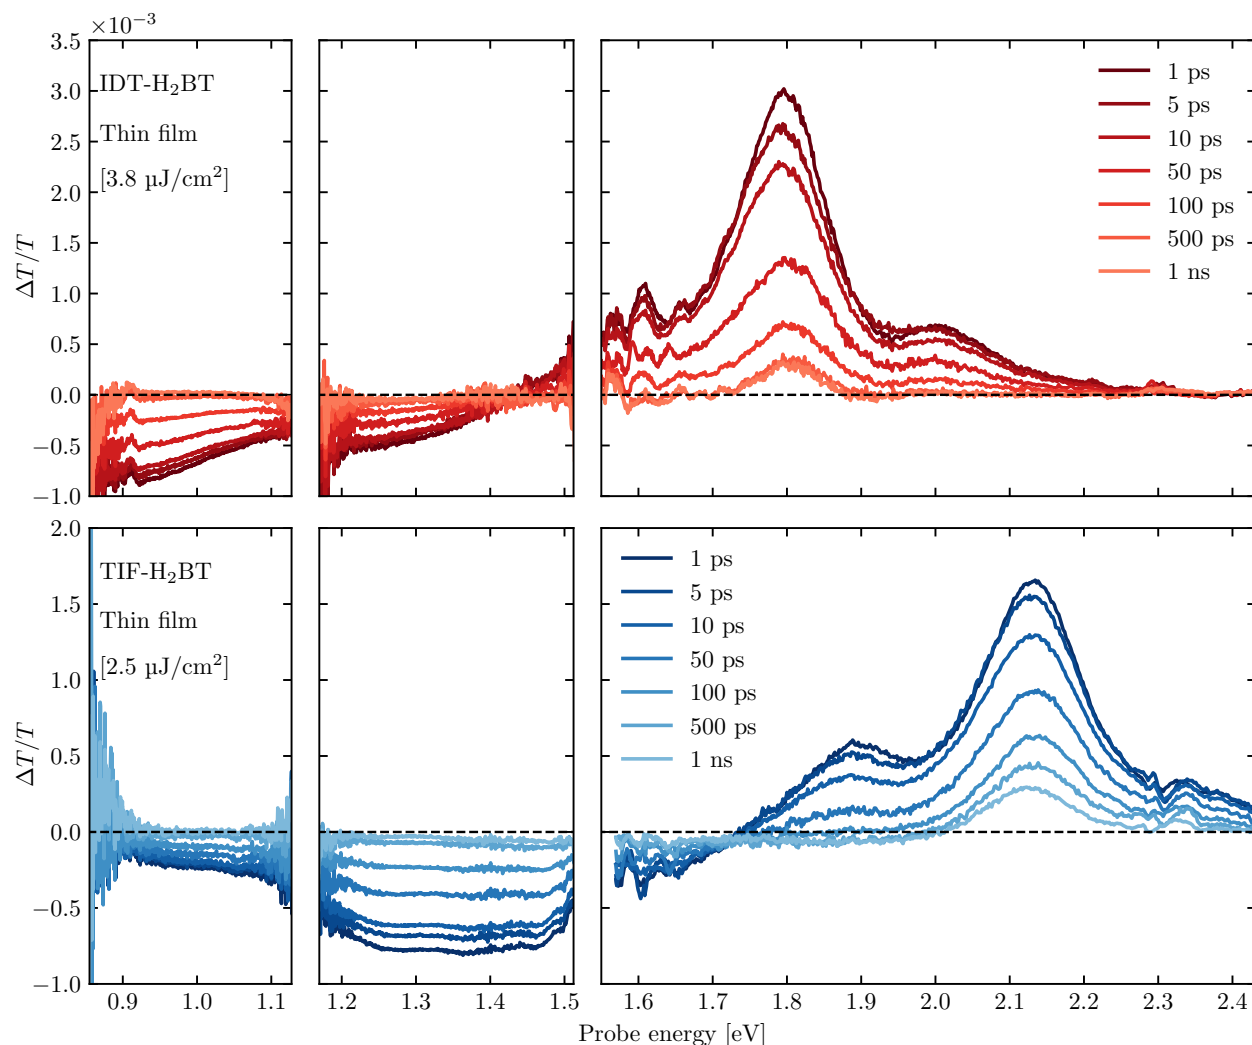 ×10⁻³
3.5
3.0
2.5
2.0
1.5
1.0
0.5
0.0
−0.5
−1.0
ΔT/T
IDT-H₂BT
Thin film
[3.8 µJ/cm²]
1 ps
5 ps
10 ps
50 ps
100 ps
500 ps
1 ns
2.0
1.5
1.0
0.5
0.0
−0.5
−1.0
ΔT/T
TIF-H₂BT
Thin film
[2.5 µJ/cm²]
1 ps
5 ps
10 ps
50 ps
100 ps
500 ps
1 ns
0.9 1.0 1.1 1.2 1.3 1.4 1.5 1.6 1.7 1.8 1.9 2.0 2.1 2.2 2.3 2.4
Probe energy [eV]